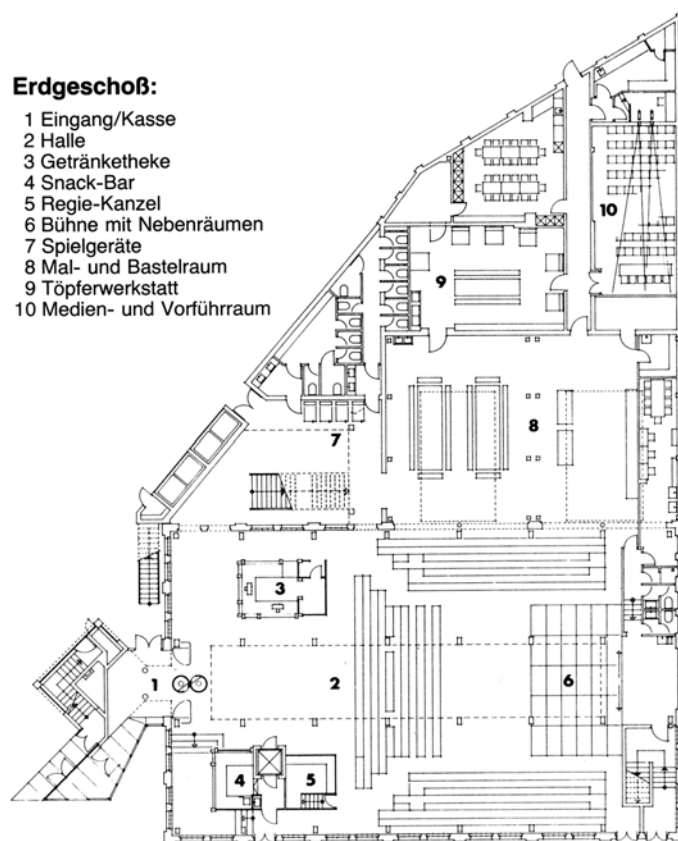 Erdgeschoß:
1 Eingang/Kasse
2 Halle
3 Getränketheke
4 Snack-Bar
5 Regie-Kanzel
6 Bühne mit Nebenräumen
7 Spielgeräte
8 Mal- und Bastelraum
9 Töpferwerkstatt
10 Medien- und Vorführraum
10
9
8
7
3
1
2
6
4
5